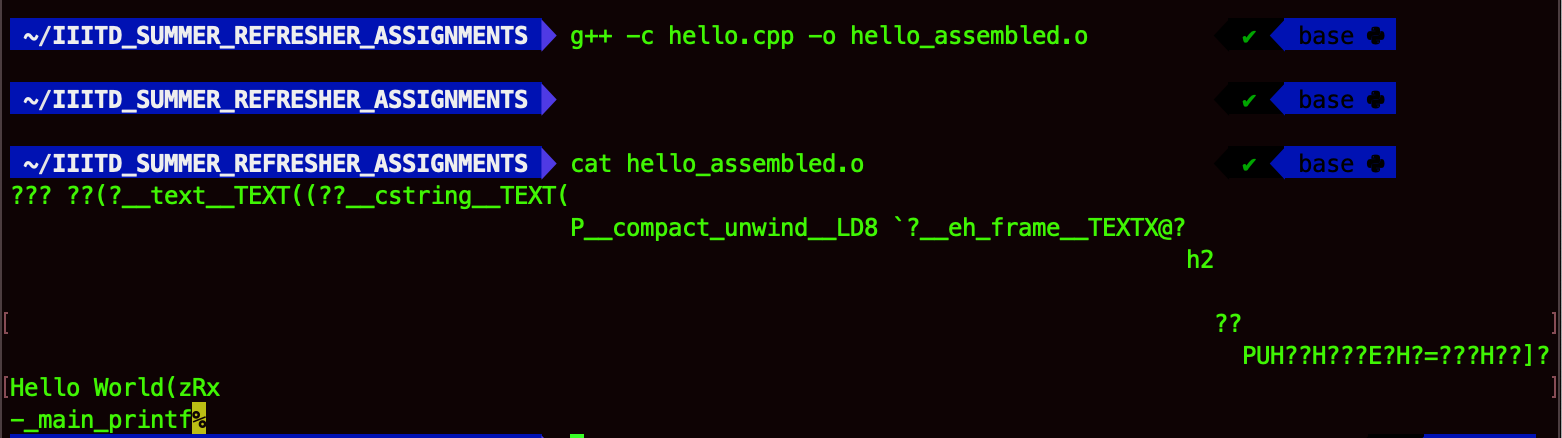 ~/IIITD_SUMMER_REFRESHER_ASSIGNMENTS g++ -c hello.cpp -o hello_assembled.o ✔ base
~/IIITD_SUMMER_REFRESHER_ASSIGNMENTS ✔ base
~/IIITD_SUMMER_REFRESHER_ASSIGNMENTS cat hello_assembled.o ✔ base
??? ??(?__text__TEXT((??__cstring__TEXT(
P__compact_unwind__LD8 `?__eh_frame__TEXTX@?
h2
[ ?? ]
PUH??H???E?H?=???H??]?
[Hello World(zRx ]
-_main_printf%